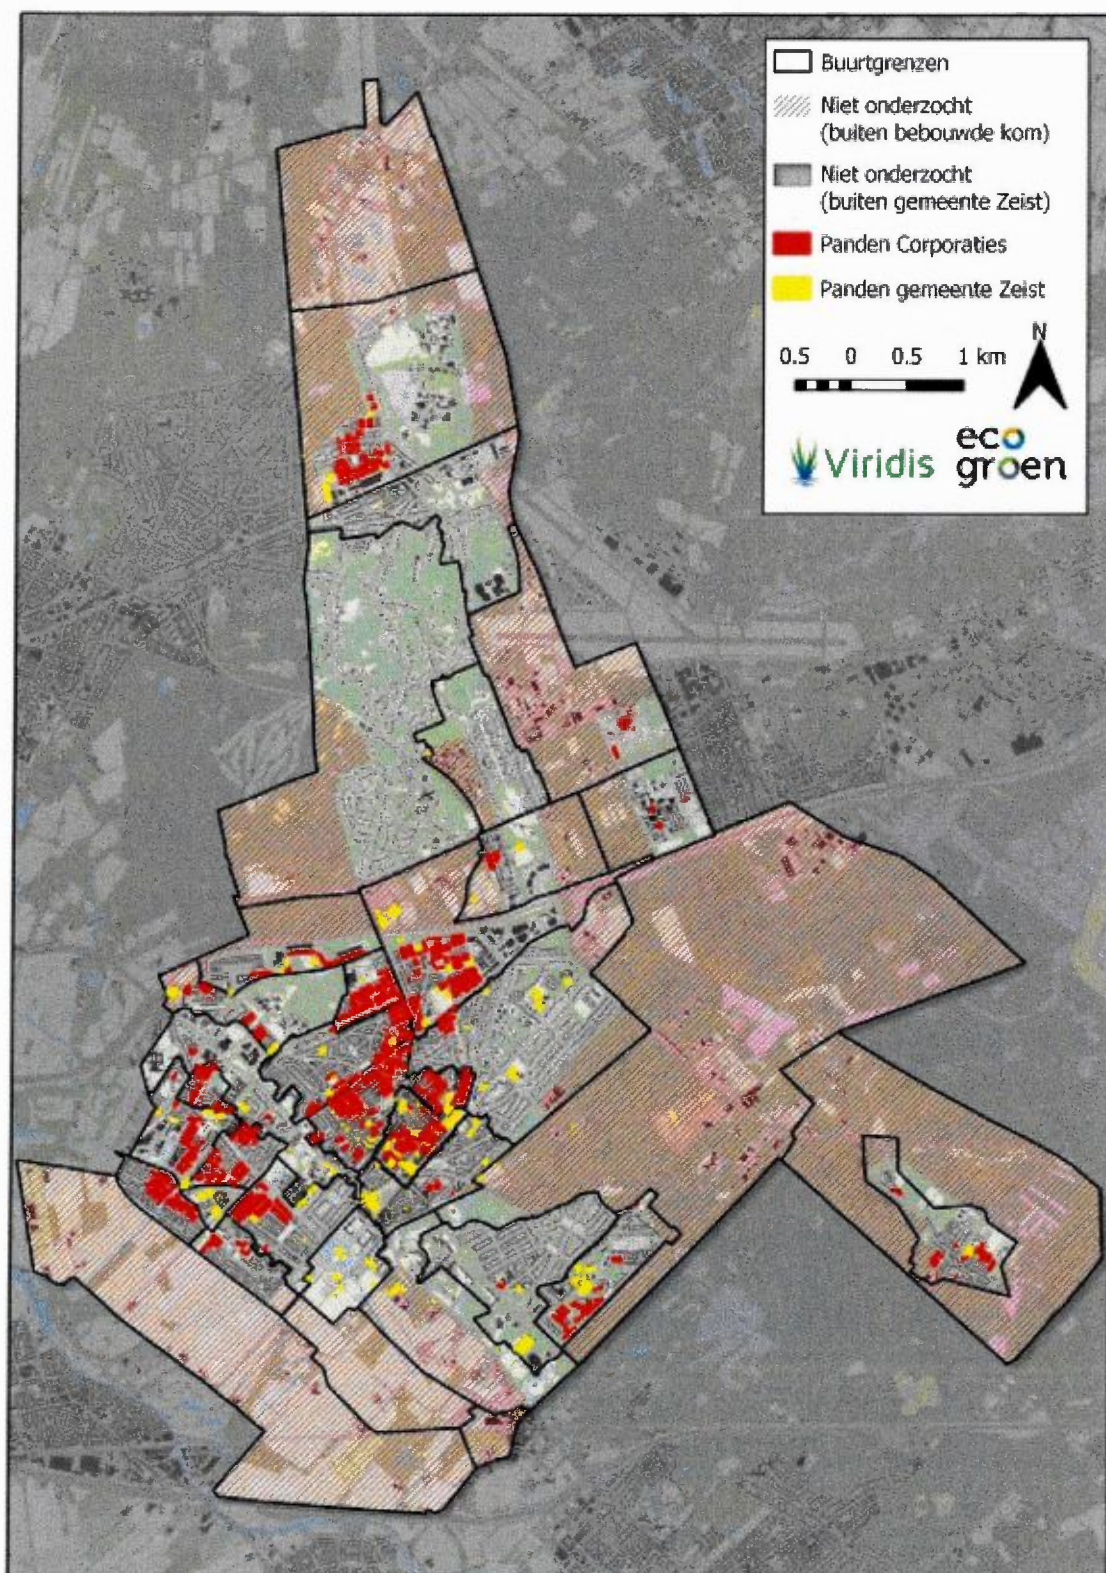 Buurtgrenzen
Niet onderzocht
(buiten bebouwde kom)
Niet onderzocht
(buiten gemeente Zeist)
Panden Corporaties
Panden gemeente Zeist
N
0.5 0 0.5 1 km
Viridis
eco
groen